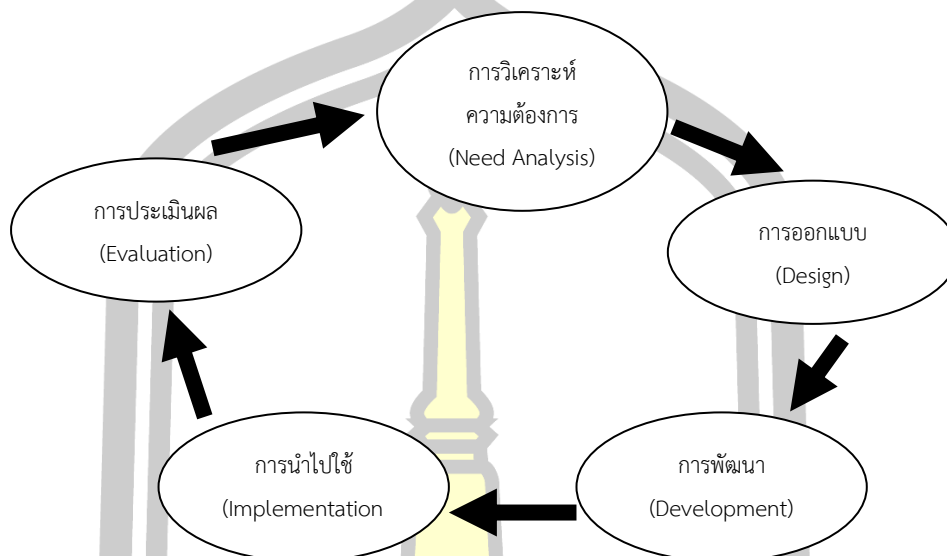 การวิเคราะห์
ความต้องการ
(Need Analysis)
การออกแบบ
(Design)
การพัฒนา
(Development)
การนำไปใช้
(Implementation
การประเมินผล
(Evaluation)